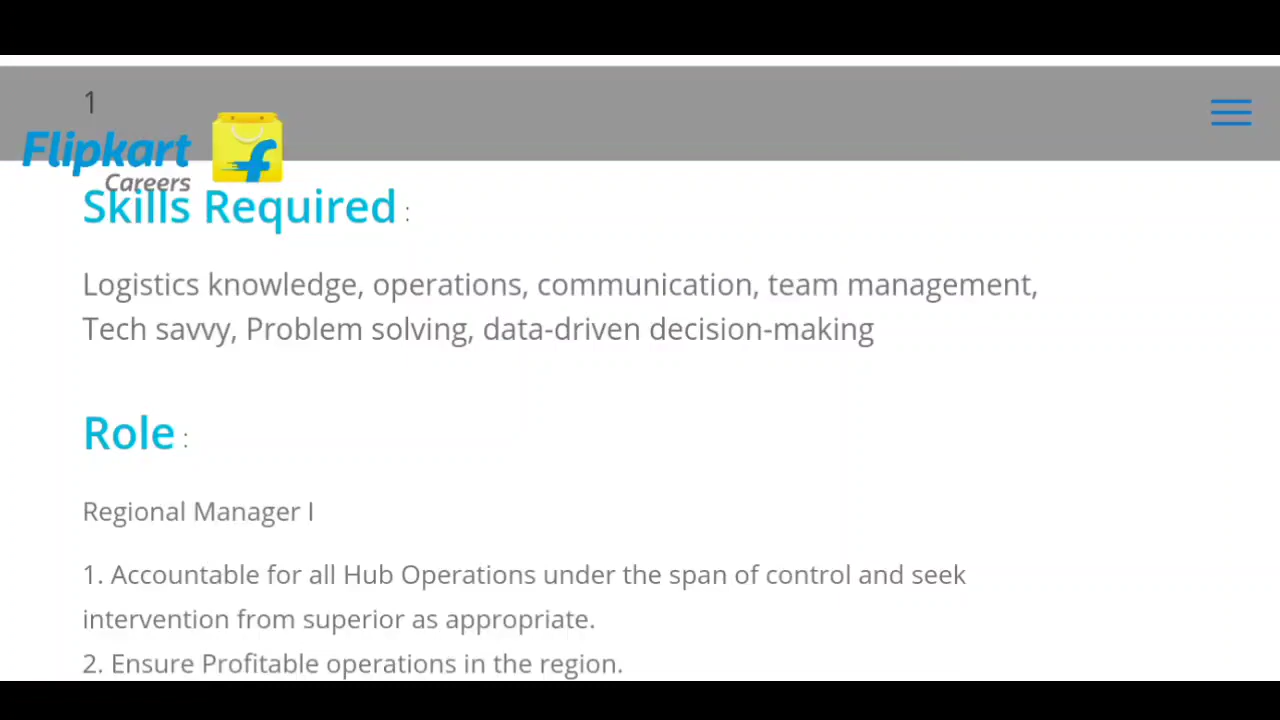 1
Flipkart
Careers
Skills Required :
Logistics knowledge, operations, communication, team management,
Tech savvy, Problem solving, data-driven decision-making
Role :
Regional Manager I
1. Accountable for all Hub Operations under the span of control and seek
intervention from superior as appropriate.
2. Ensure Profitable operations in the region.